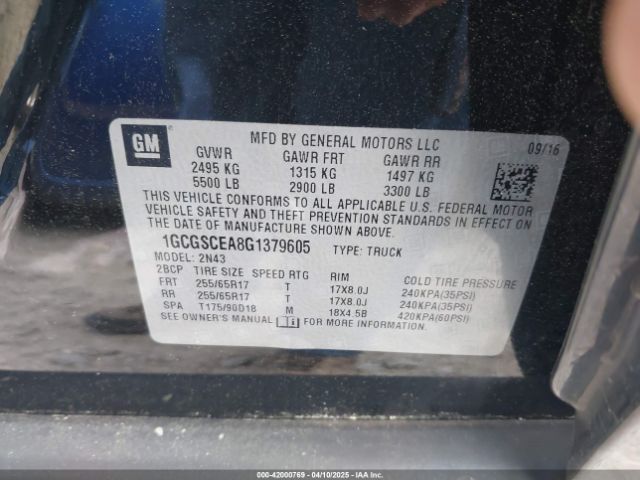 GM
MFD BY GENERAL MOTORS LLC
09/16
GVWR GAWR FRT GAWR RR
2495 KG 1315 KG 1497 KG
5500 LB 2900 LB 3300 LB
THIS VEHICLE CONFORMS TO ALL APPLICABLE U.S. FEDERAL MOTOR
VEHICLE SAFETY AND THEFT PREVENTION STANDARDS IN EFFECT ON
THE DATE OF MANUFACTURE SHOWN ABOVE.
1GCGSCEA8G1379605 TYPE: TRUCK
MODEL: 2N43
2BCP TIRE SIZE SPEED RTG RIM COLD TIRE PRESSURE
FRT 255/65R17 T 17X8.0J 240KPA(35PSI)
RR 255/65R17 T 17X8.0J 240KPA(35PSI)
SPA T175/90D18 M 18X4.5B 420KPA(60PSI)
SEE OWNER'S MANUAL FOR MORE INFORMATION.
000-42000769 | 04/10/2025 | IAAHOLDINGS, LLC